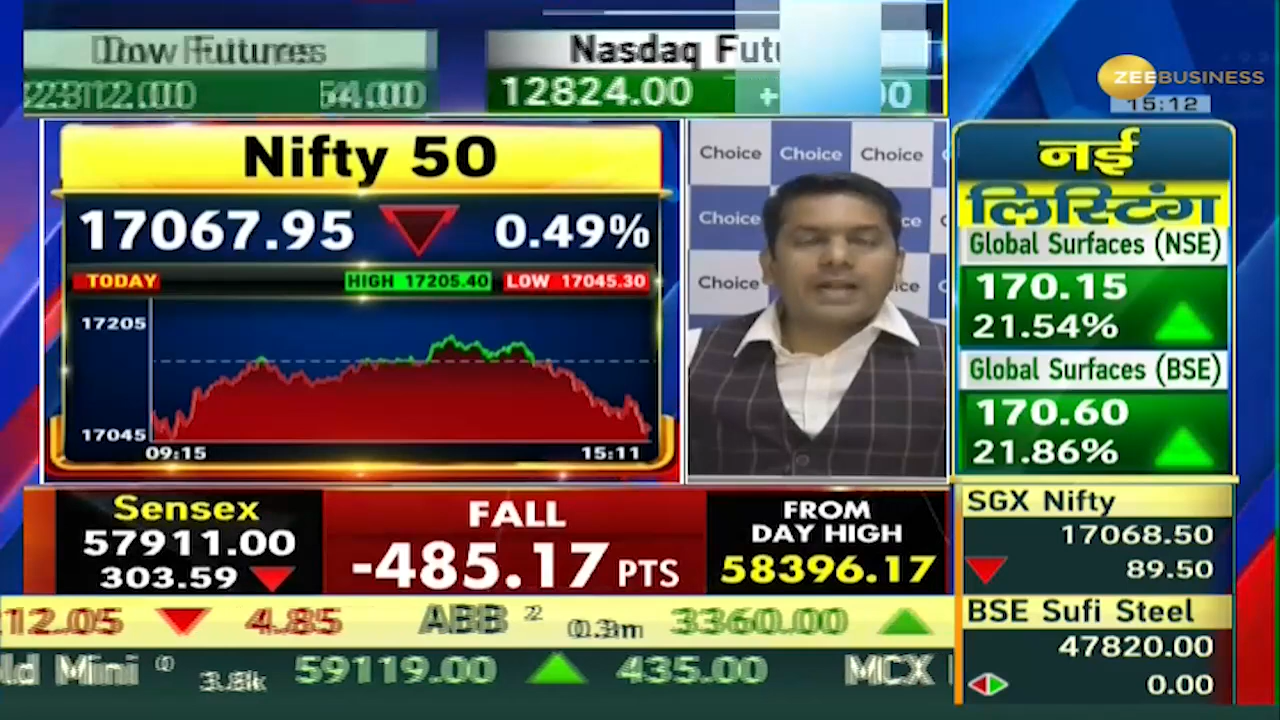 Dow Futures
Nasdaq
54.00
12824.00
ZEEBUSINESS
15:12
Nifty 50
17067.95 0.49%
TODAY HIGH 17205.40 LOW 17045.30
17205
17045
09:15 15:11
Choice Choice Choice
Choice
Choice
नई
लिस्टिंग
Global Surfaces (NSE)
170.15
21.54%
Global Surfaces (BSE)
170.60
21.86%
Sensex
57911.00
303.59
FALL
-485.17 PTS
FROM
DAY HIGH
58396.17
SGX Nifty
17068.50
89.50
BSE Sufi Steel
47820.00
0.00
12.05 4.85 ABB 3360.00
Mini 59119.00 435.00 MCX